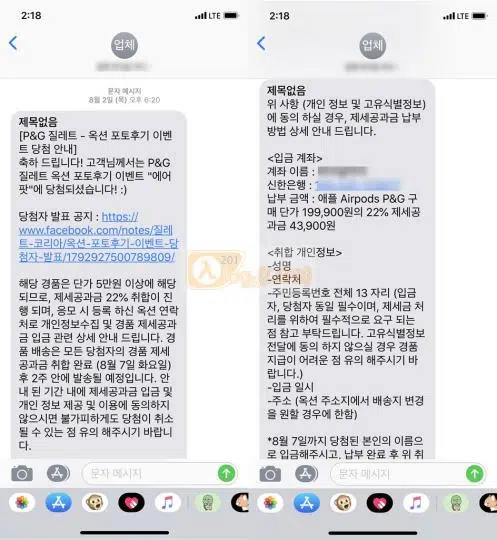 2:18
LTE
업체
문자 메시지
8월 2일 (목) 오후 6:20
제목없음
[P&G 질레트 - 옥션 포토후기 이벤
트 당첨 안내]
축하 드립니다! 고객님께서는 P&G
질레트 옥션 포토후기 이벤트 "에어
팟"에 당첨되셨습니다! :)
당첨자 발표 공지 : https://
www.facebook.com/notes/질레
트-코리아/옥션-포토후기-이벤트-당
첨자-발표/1792927500789809/
해당 경품은 단가 5만원 이상에 해당
되므로, 제세공과금 22% 취합이 진
행 되며, 응모 시 등록 하신 옥션 연락
처로 개인정보수집 및 경품 제세공과
금 입금 관련 상세 안내 드립니다. 경
품 배송은 모든 당첨자의 경품 제세
공과금 취합 완료 (8월 7일 화요일)
후 2주 안에 발송될 예정입니다. 안
내 된 기간 내에 제세공과금 입금 및
개인 정보 제공 및 이용에 동의하지
않으시면 불가피하게도 당첨이 취소
될 수 있는 점 유의 해주시기 바랍니
다.
문자 메시지
2:18
LTE
업체
제목없음
위 사항 (개인 정보 및 고유식별정보)
에 동의 하실 경우, 제세공과금 납부
방법 상세 안내 드립니다.
<입금 계좌>
계좌 이름 :
신한은행 :
납부 금액 : 애플 Airpods P&G 구
매 단가 199,900원의 22% 제세공
과금 43,900원
<취합 개인정보>
-성명
-연락처
-주민등록번호 전체 13 자리 (입금
자, 당첨자 동일 필수이며, 제세금 처
리를 위하여 필수적으로 요구 되는
점 참고 부탁드립니다. 고유식별정보
전달에 동의 하지 않으실 경우 경품
지급이 어려운 점 유의 해주시기 바
랍니다.)
-입금 일시
-주소 (옥션 주소지에서 배송지 변경
을 원할 경우에 한함)
*8월 7일까지 당첨된 본인의 이름으
로 입금해주시고, 납부 완료 후 위 취
문자 메시지